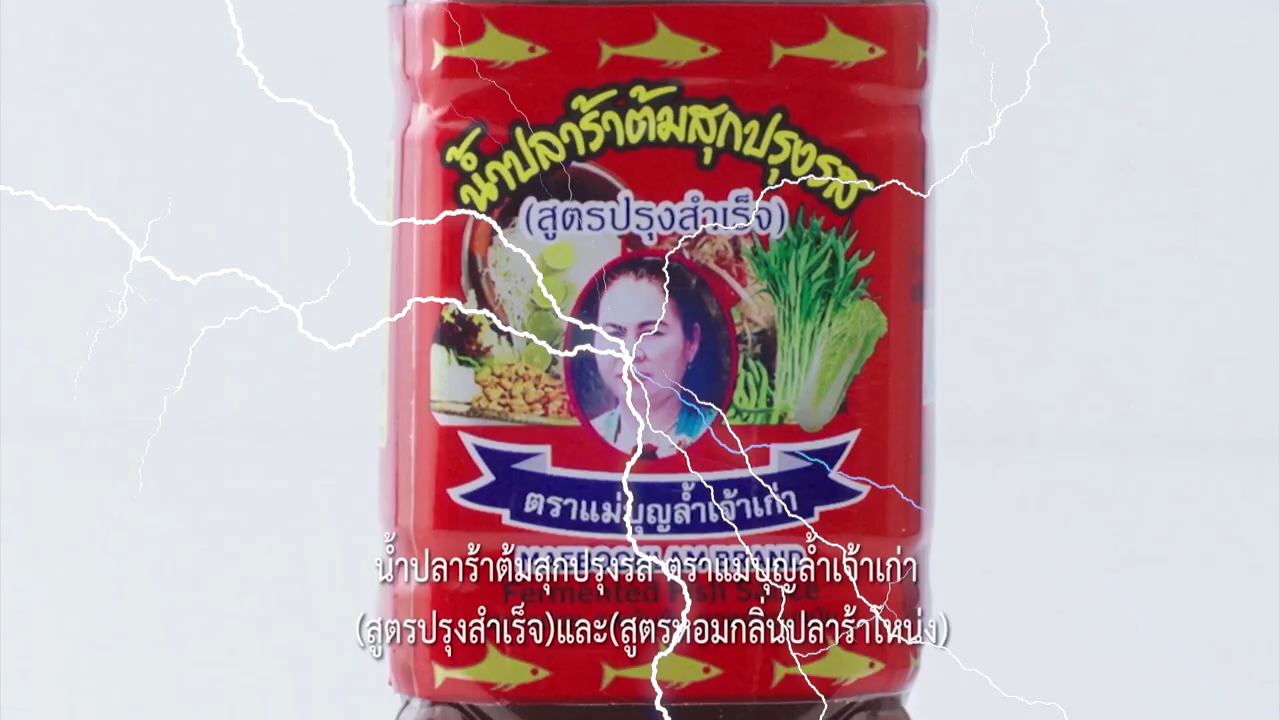 น้ำปลาร้าต้มสุกปรุงรส
(สูตรปรุงสำเร็จ)
ตราแม่บุญล้ำเจ้าเก่า
น้ำปลาร้าต้มสุกปรุงรส ตราแม่บุญล้ำเจ้าเก่า
Fermented Fish Sauce
(สูตรปรุงสำเร็จ)และ(สูตรหอมกลิ่นปลาร้าโหน่ง)